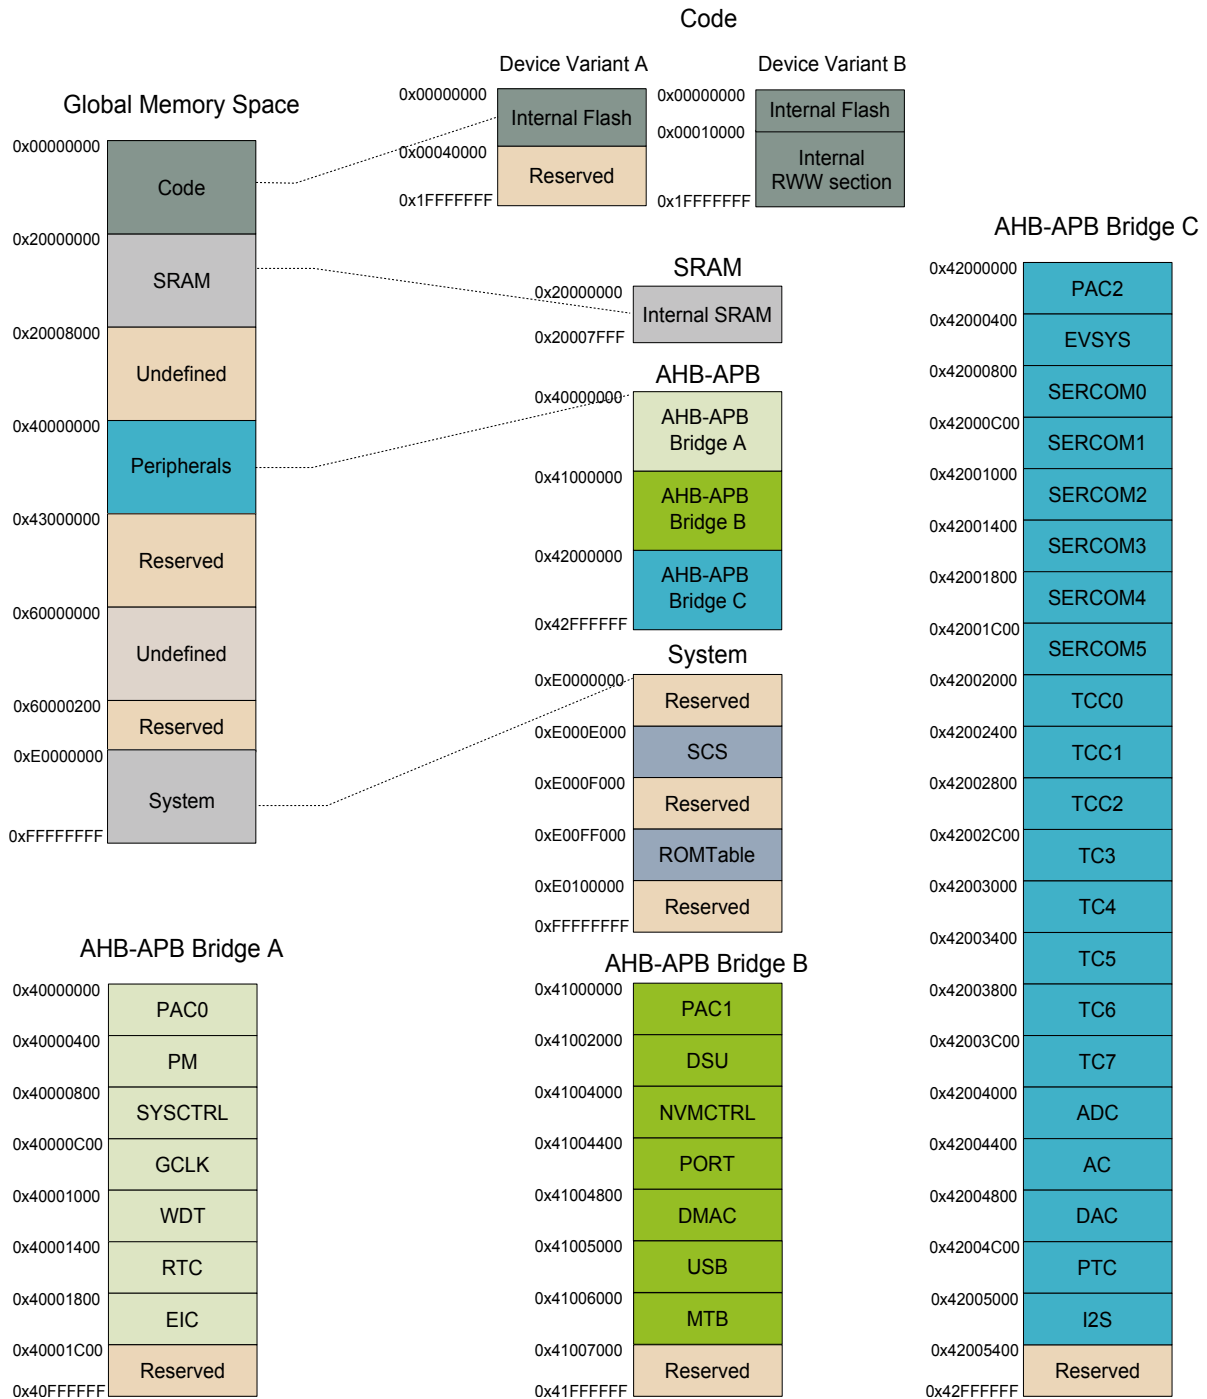 Code
Device Variant A
Device Variant B
0x00000000
Internal Flash
0x00040000
Reserved
0x1FFFFFFF
0x00000000
Internal Flash
0x00010000
Internal
RWW section
0x1FFFFFFF
Global Memory Space
0x00000000
Code
0x20000000
SRAM
0x20008000
Undefined
0x40000000
Peripherals
0x43000000
Reserved
0x60000000
Undefined
0x60000200
Reserved
0xE0000000
System
0xFFFFFFFF
SRAM
0x20000000
Internal SRAM
0x20007FFF
AHB-APB
0x40000000
AHB-APB
Bridge A
0x41000000
AHB-APB
Bridge B
0x42000000
AHB-APB
Bridge C
0x42FFFFFF
System
0xE0000000
Reserved
0xE000E000
SCS
0xE000F000
Reserved
0xE00FF000
ROMTable
0xE0100000
Reserved
0xFFFFFFFF
AHB-APB Bridge A
0x40000000
PAC0
0x40000400
PM
0x40000800
SYSCTRL
0x40000C00
GCLK
0x40001000
WDT
0x40001400
RTC
0x40001800
EIC
0x40001C00
Reserved
0x40FFFFFF
AHB-APB Bridge B
0x41000000
PAC1
0x41002000
DSU
0x41004000
NVMCTRL
0x41004400
PORT
0x41004800
DMAC
0x41005000
USB
0x41006000
MTB
0x41007000
Reserved
0x41FFFFFF
AHB-APB Bridge C
0x42000000
PAC2
0x42000400
EVSYS
0x42000800
SERCOM0
0x42000C00
SERCOM1
0x42001000
SERCOM2
0x42001400
SERCOM3
0x42001800
SERCOM4
0x42001C00
SERCOM5
0x42002000
TCC0
0x42002400
TCC1
0x42002800
TCC2
0x42002C00
TC3
0x42003000
TC4
0x42003400
TC5
0x42003800
TC6
0x42003C00
TC7
0x42004000
ADC
0x42004400
AC
0x42004800
DAC
0x42004C00
PTC
0x42005000
I2S
0x42005400
Reserved
0x42FFFFFF